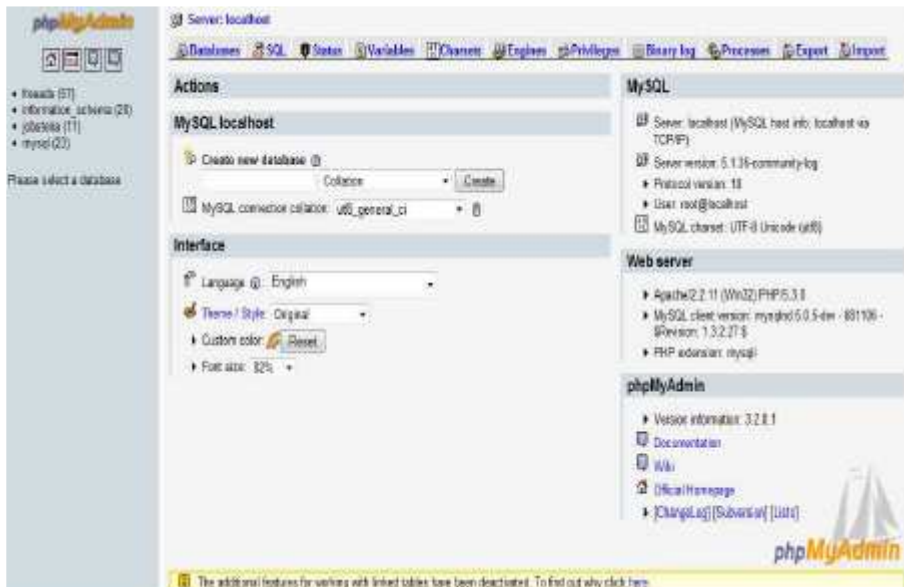 phpMyAdmin
information_schema (28)
mysql (23)
Please select a database
Server: localhost
Databases SQL Status Variables Charsets Engines Privileges Binary log Processes Export Import
Actions
MySQL localhost
Create new database
Collation Create
MySQL connection collation: utf8_general_ci
Interface
Language: English
Theme / Style: Original
Custom color: Reset
Font size: 82%
MySQL
Server: localhost (MySQL host info: localhost via
TCP/IP)
Server version: 5.1.36-community-log
Protocol version: 10
User: root@localhost
MySQL charset: UTF-8 Unicode (utf8)
Web server
Apache/2.2.11 (Win32) PHP/5.3.0
MySQL client version: mysqlnd 5.0.5-dev - 081106 -
$Revision: 1.3.2.27 $
PHP extension: mysqli
phpMyAdmin
Version information: 3.2.0.1
Documentation
Wiki
Official Homepage
[ChangeLog] [Subversion] [Lists]
phpMyAdmin
The additional features for working with linked tables have been deactivated. To find out why click here.